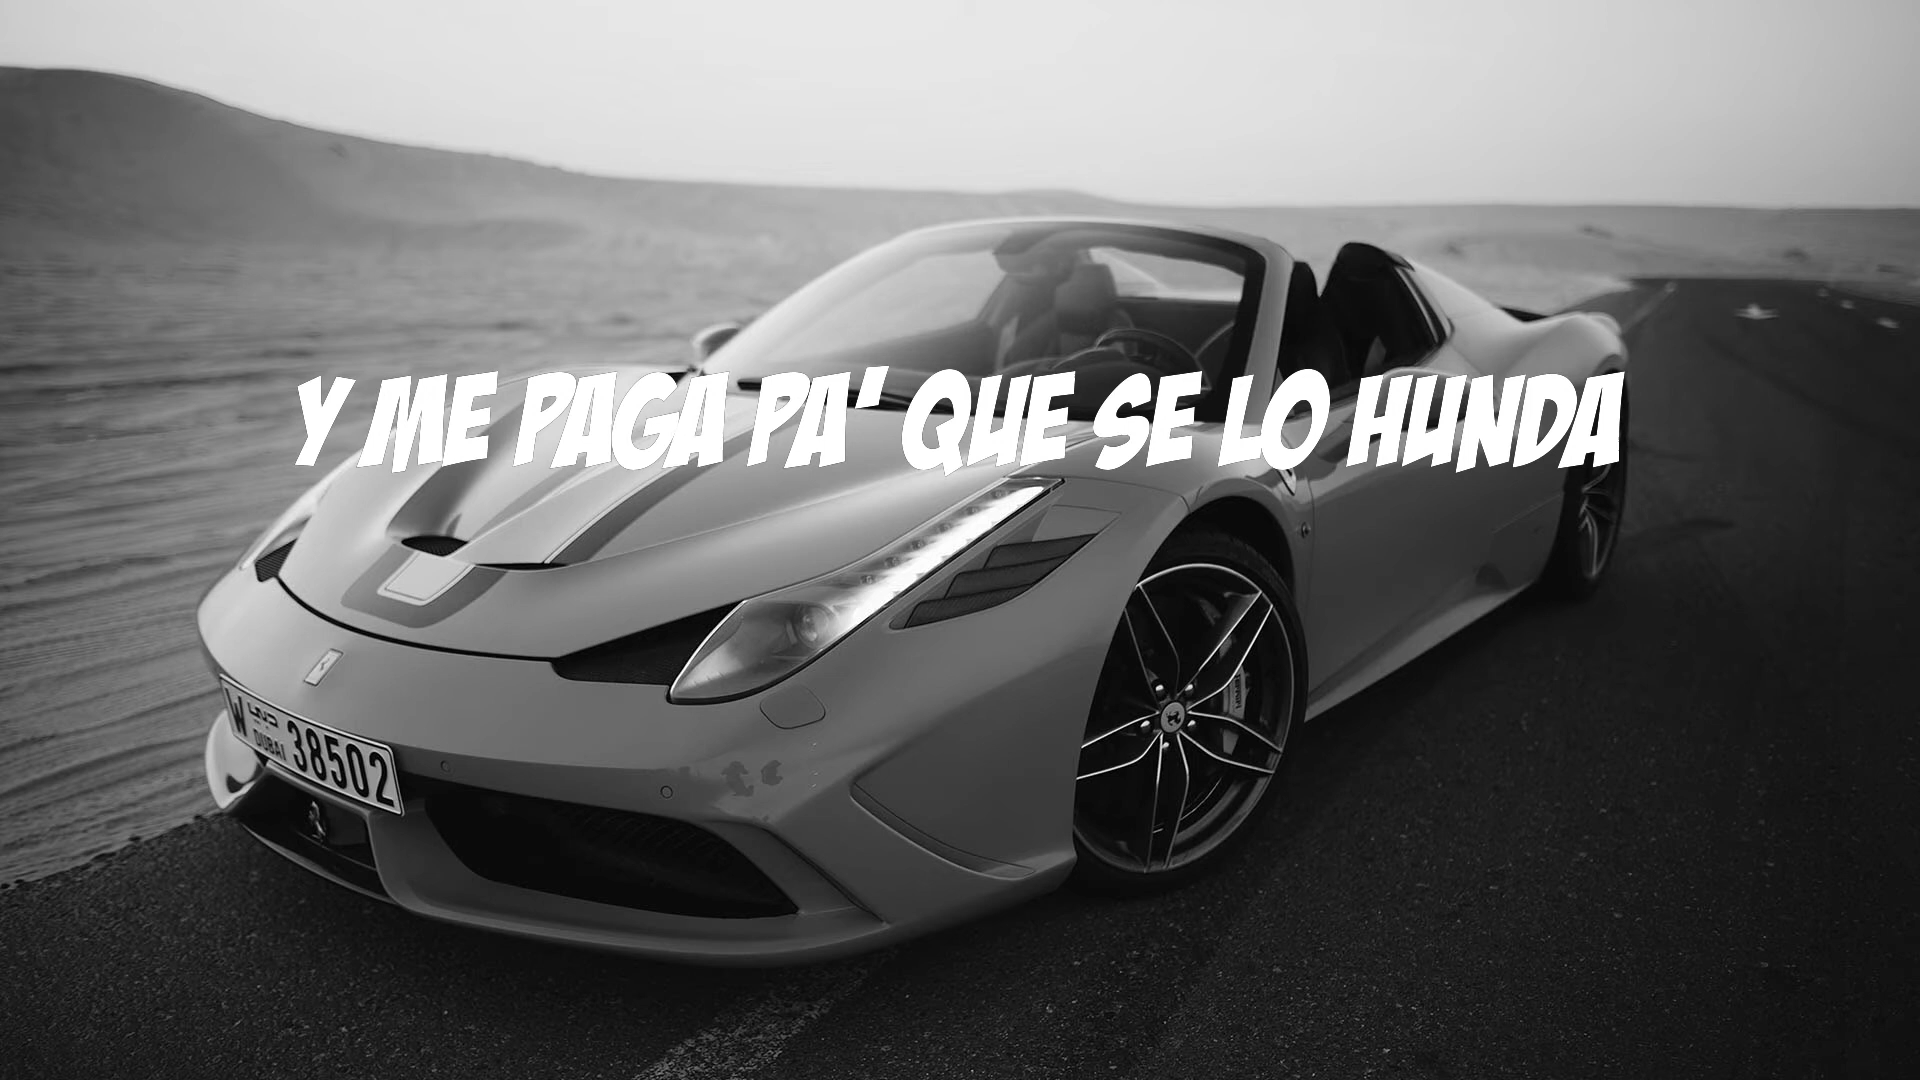 Y ME PAGA PA' QUE SE LO HUNDA
W دبي
DUBAI 38502